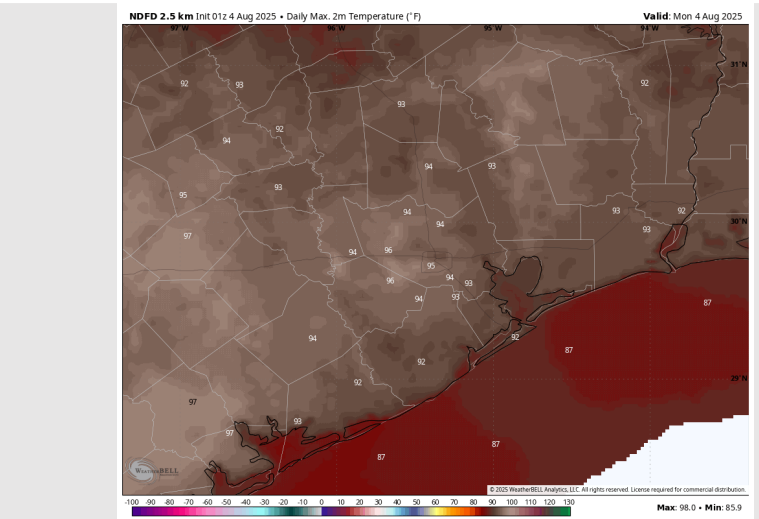 NDFD 2.5 km Init 01z 4 Aug 2025 • Daily Max. 2m Temperature (°F) Valid: Mon 4 Aug 2025
97°W 96°W 95°W 94°W
31°N
92 93 92
93
92
94
94 93
93
95
94 93 92
30°N
94 93
97
94 96
95
96 94 93
94 93
87
94 92
87
92
29°N
92
97
93
97
87
87
WEATHERBELL
© 2025 WeatherBELL Analytics, LLC. All rights reserved. License required for commercial distribution.
-100 -90 -80 -70 -60 -50 -40 -30 -20 -10 0 10 20 30 40 50 60 70 80 90 100 110 120 130
Max: 98.0 • Min: 85.9